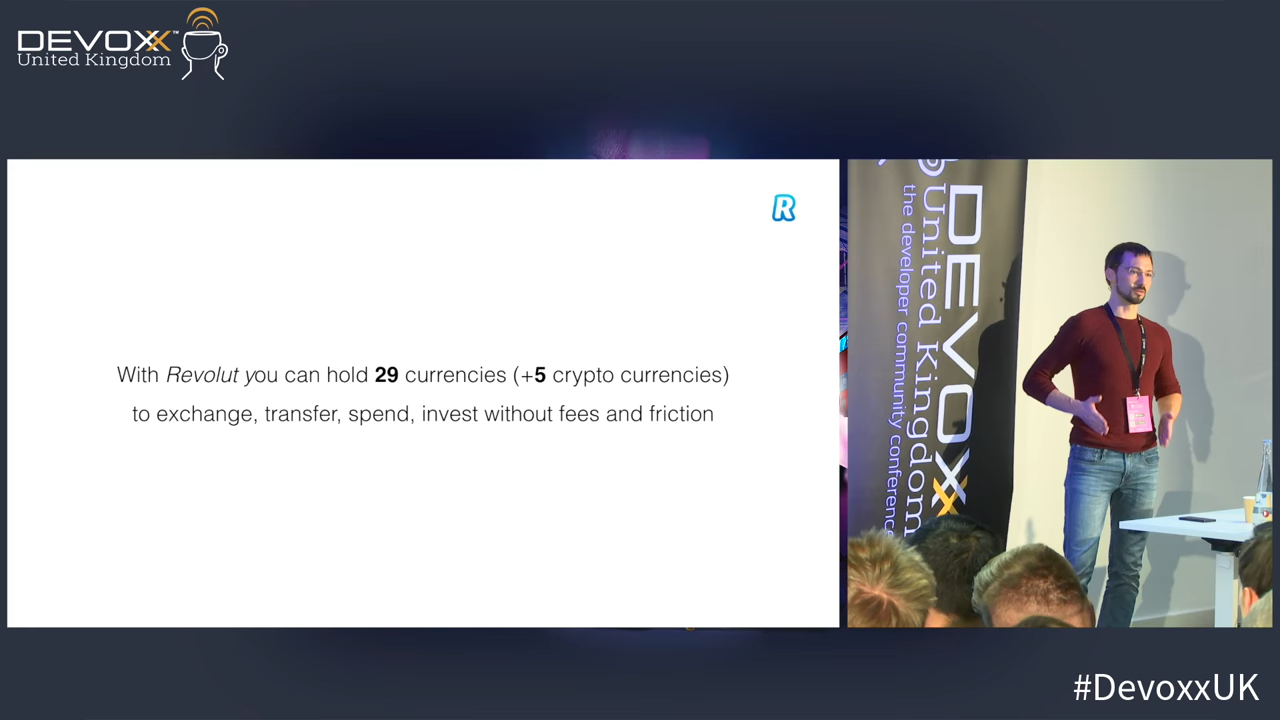 DEVOXX™
United Kingdom
R
With Revolut you can hold 29 currencies (+5 crypto currencies)
to exchange, transfer, spend, invest without fees and friction
DEVOXX
United Kingdom
the developer community conference
#DevoxxUK